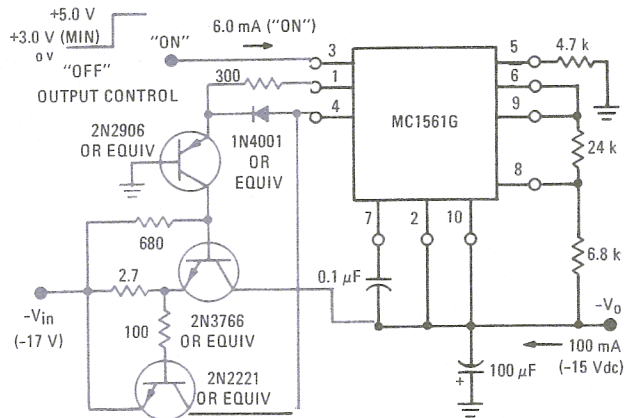 +5.0 V
+3.0 V (MIN)
0 V
"OFF"
OUTPUT CONTROL
"ON"
6.0 mA ("ON")
3
1
4
300
MC1561G
5
6
9
8
4.7 k
24 k
6.8 k
2N2906
OR EQUIV
1N4001
OR
EQUIV
7
2
10
680
0.1 µF
2.7
-Vin
(-17 V)
100
2N3766
OR EQUIV
2N2221
OR EQUIV
-Vo
100 mA
(-15 Vdc)
+
100 µF